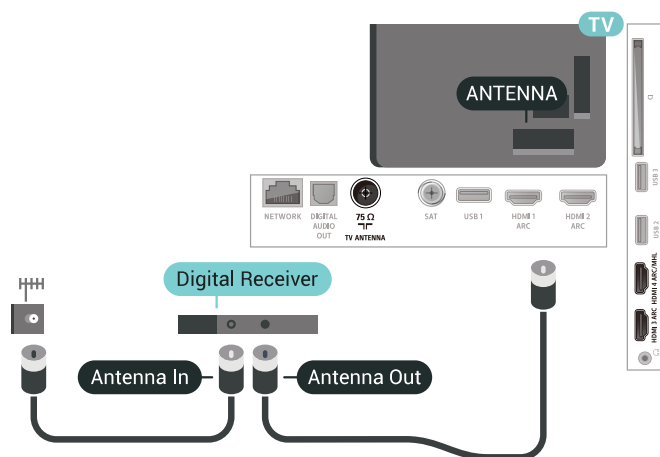 TV
ANTENNA
NETWORK
DIGITAL
AUDIO
OUT
75 Ω
TV ANTENNA
SAT
USB 1
HDMI 1
ARC
HDMI 2
ARC
USB 3
USB 2
HDMI 4 ARC/MHL
HDMI 3 ARC
Digital Receiver
Antenna In
Antenna Out